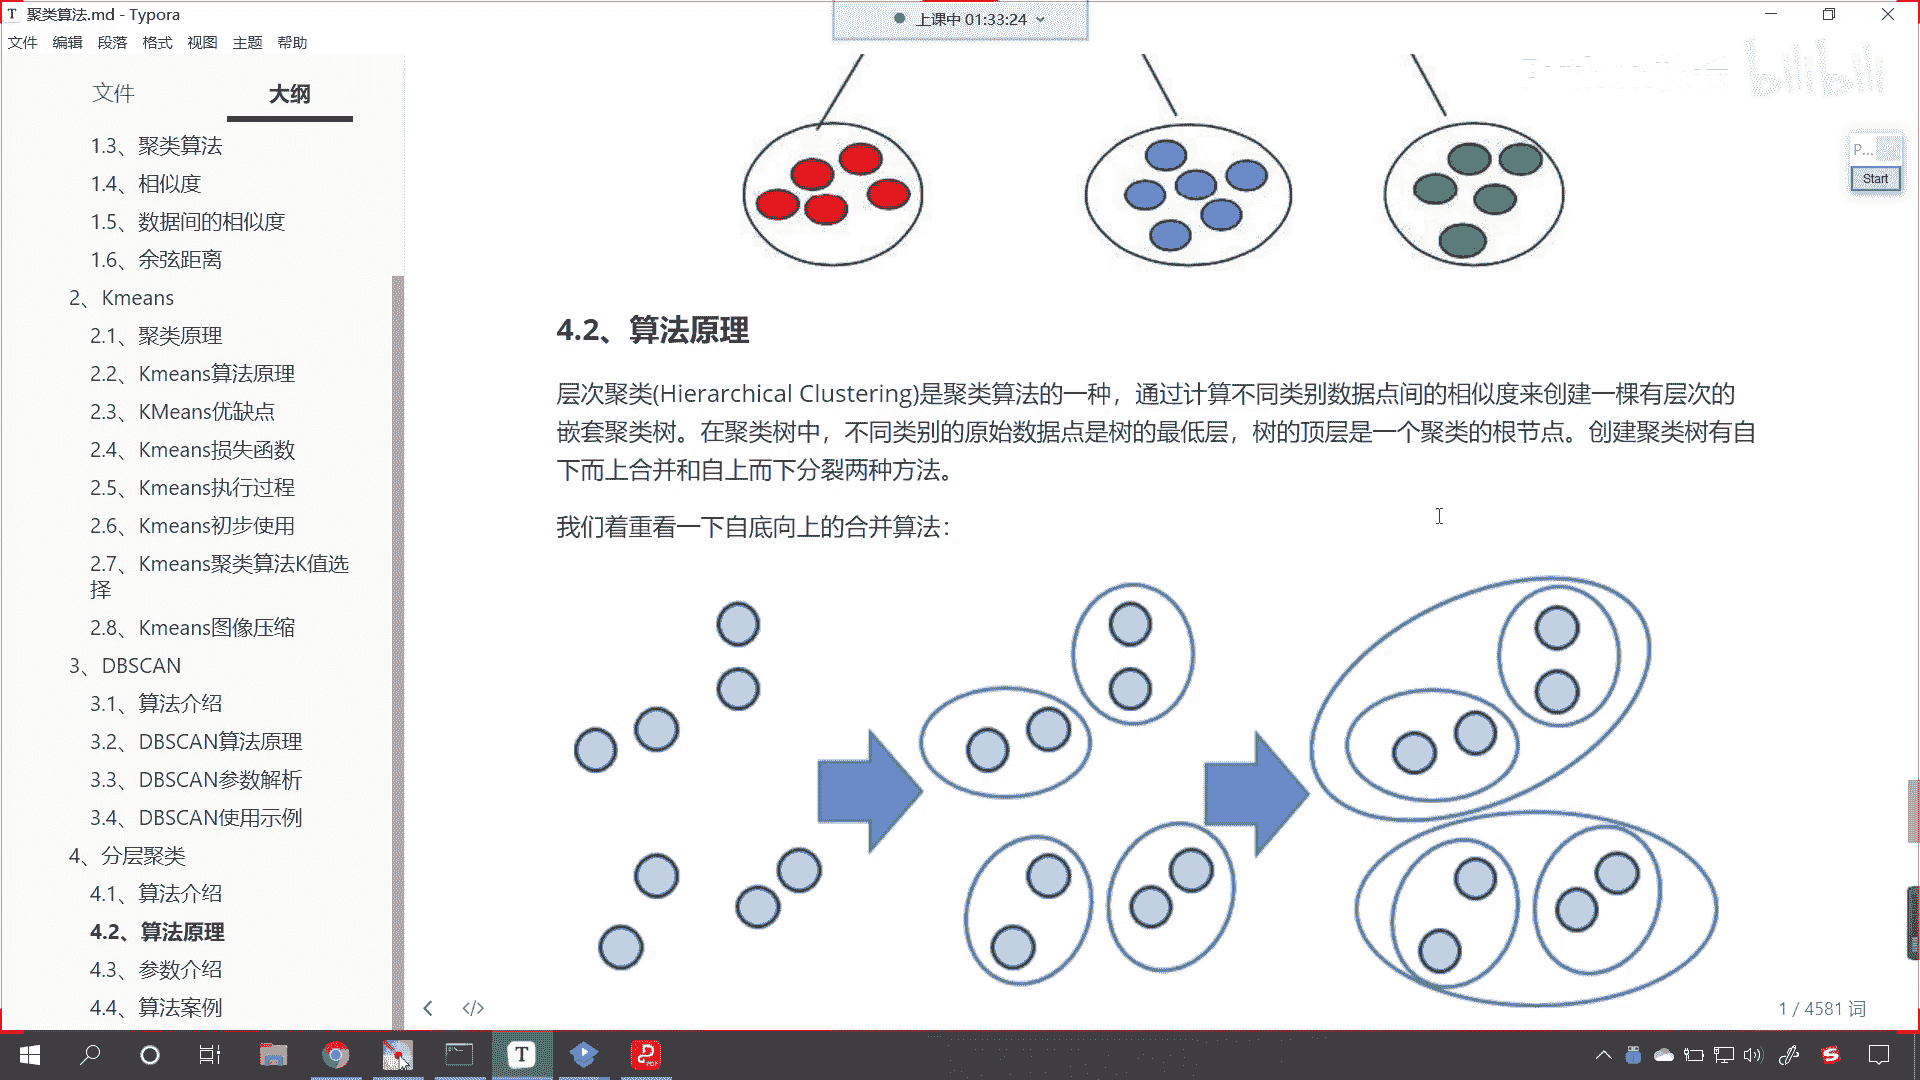 T 聚类算法.md - Typora
上课中 01:33:24
文件 编辑 段落 格式 视图 主题 帮助
bilibili
文件 大纲
P...
Start
1.3、聚类算法
1.4、相似度
1.5、数据间的相似度
1.6、余弦距离
2、Kmeans
2.1、聚类原理
2.2、Kmeans算法原理
2.3、KMeans优缺点
2.4、Kmeans损失函数
2.5、Kmeans执行过程
2.6、Kmeans初步使用
2.7、Kmeans聚类算法K值选
择
2.8、Kmeans图像压缩
3、DBSCAN
3.1、算法介绍
3.2、DBSCAN算法原理
3.3、DBSCAN参数解析
3.4、DBSCAN使用示例
4、分层聚类
4.1、算法介绍
4.2、算法原理
4.3、参数介绍
4.4、算法案例
4.2、算法原理
层次聚类(Hierarchical Clustering)是聚类算法的一种，通过计算不同类别数据点间的相似度来创建一棵有层次的
嵌套聚类树。在聚类树中，不同类别的原始数据点是树的最低层，树的顶层是一个聚类的根节点。创建聚类树有自
下而上合并和自上而下分裂两种方法。
我们着重看一下自底向上的合并算法：
</>
1 / 4581 词
T
PDF